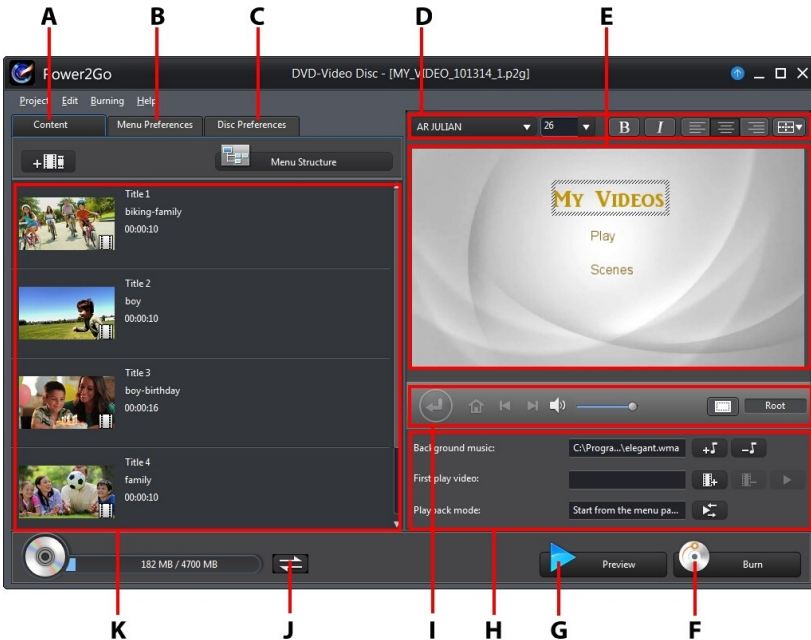 A B C D E
Power2Go DVD-Video Disc - [MY_VIDEO_101314_1.p2g]
Project Edit Burning Help
Content Menu Preferences Disc Preferences
AR JULIAN 26 B I
Menu Structure
Title 1
biking-family
00:00:10
Title 2
boy
00:00:10
Title 3
boy-birthday
00:00:16
Title 4
family
00:00:10
My Videos
Play
Scenes
Root
Background music: C:\Progra...\elegant.wma
First play video:
Playback mode: Start from the menu pa...
182 MB / 4700 MB Preview Burn
K J I H G F